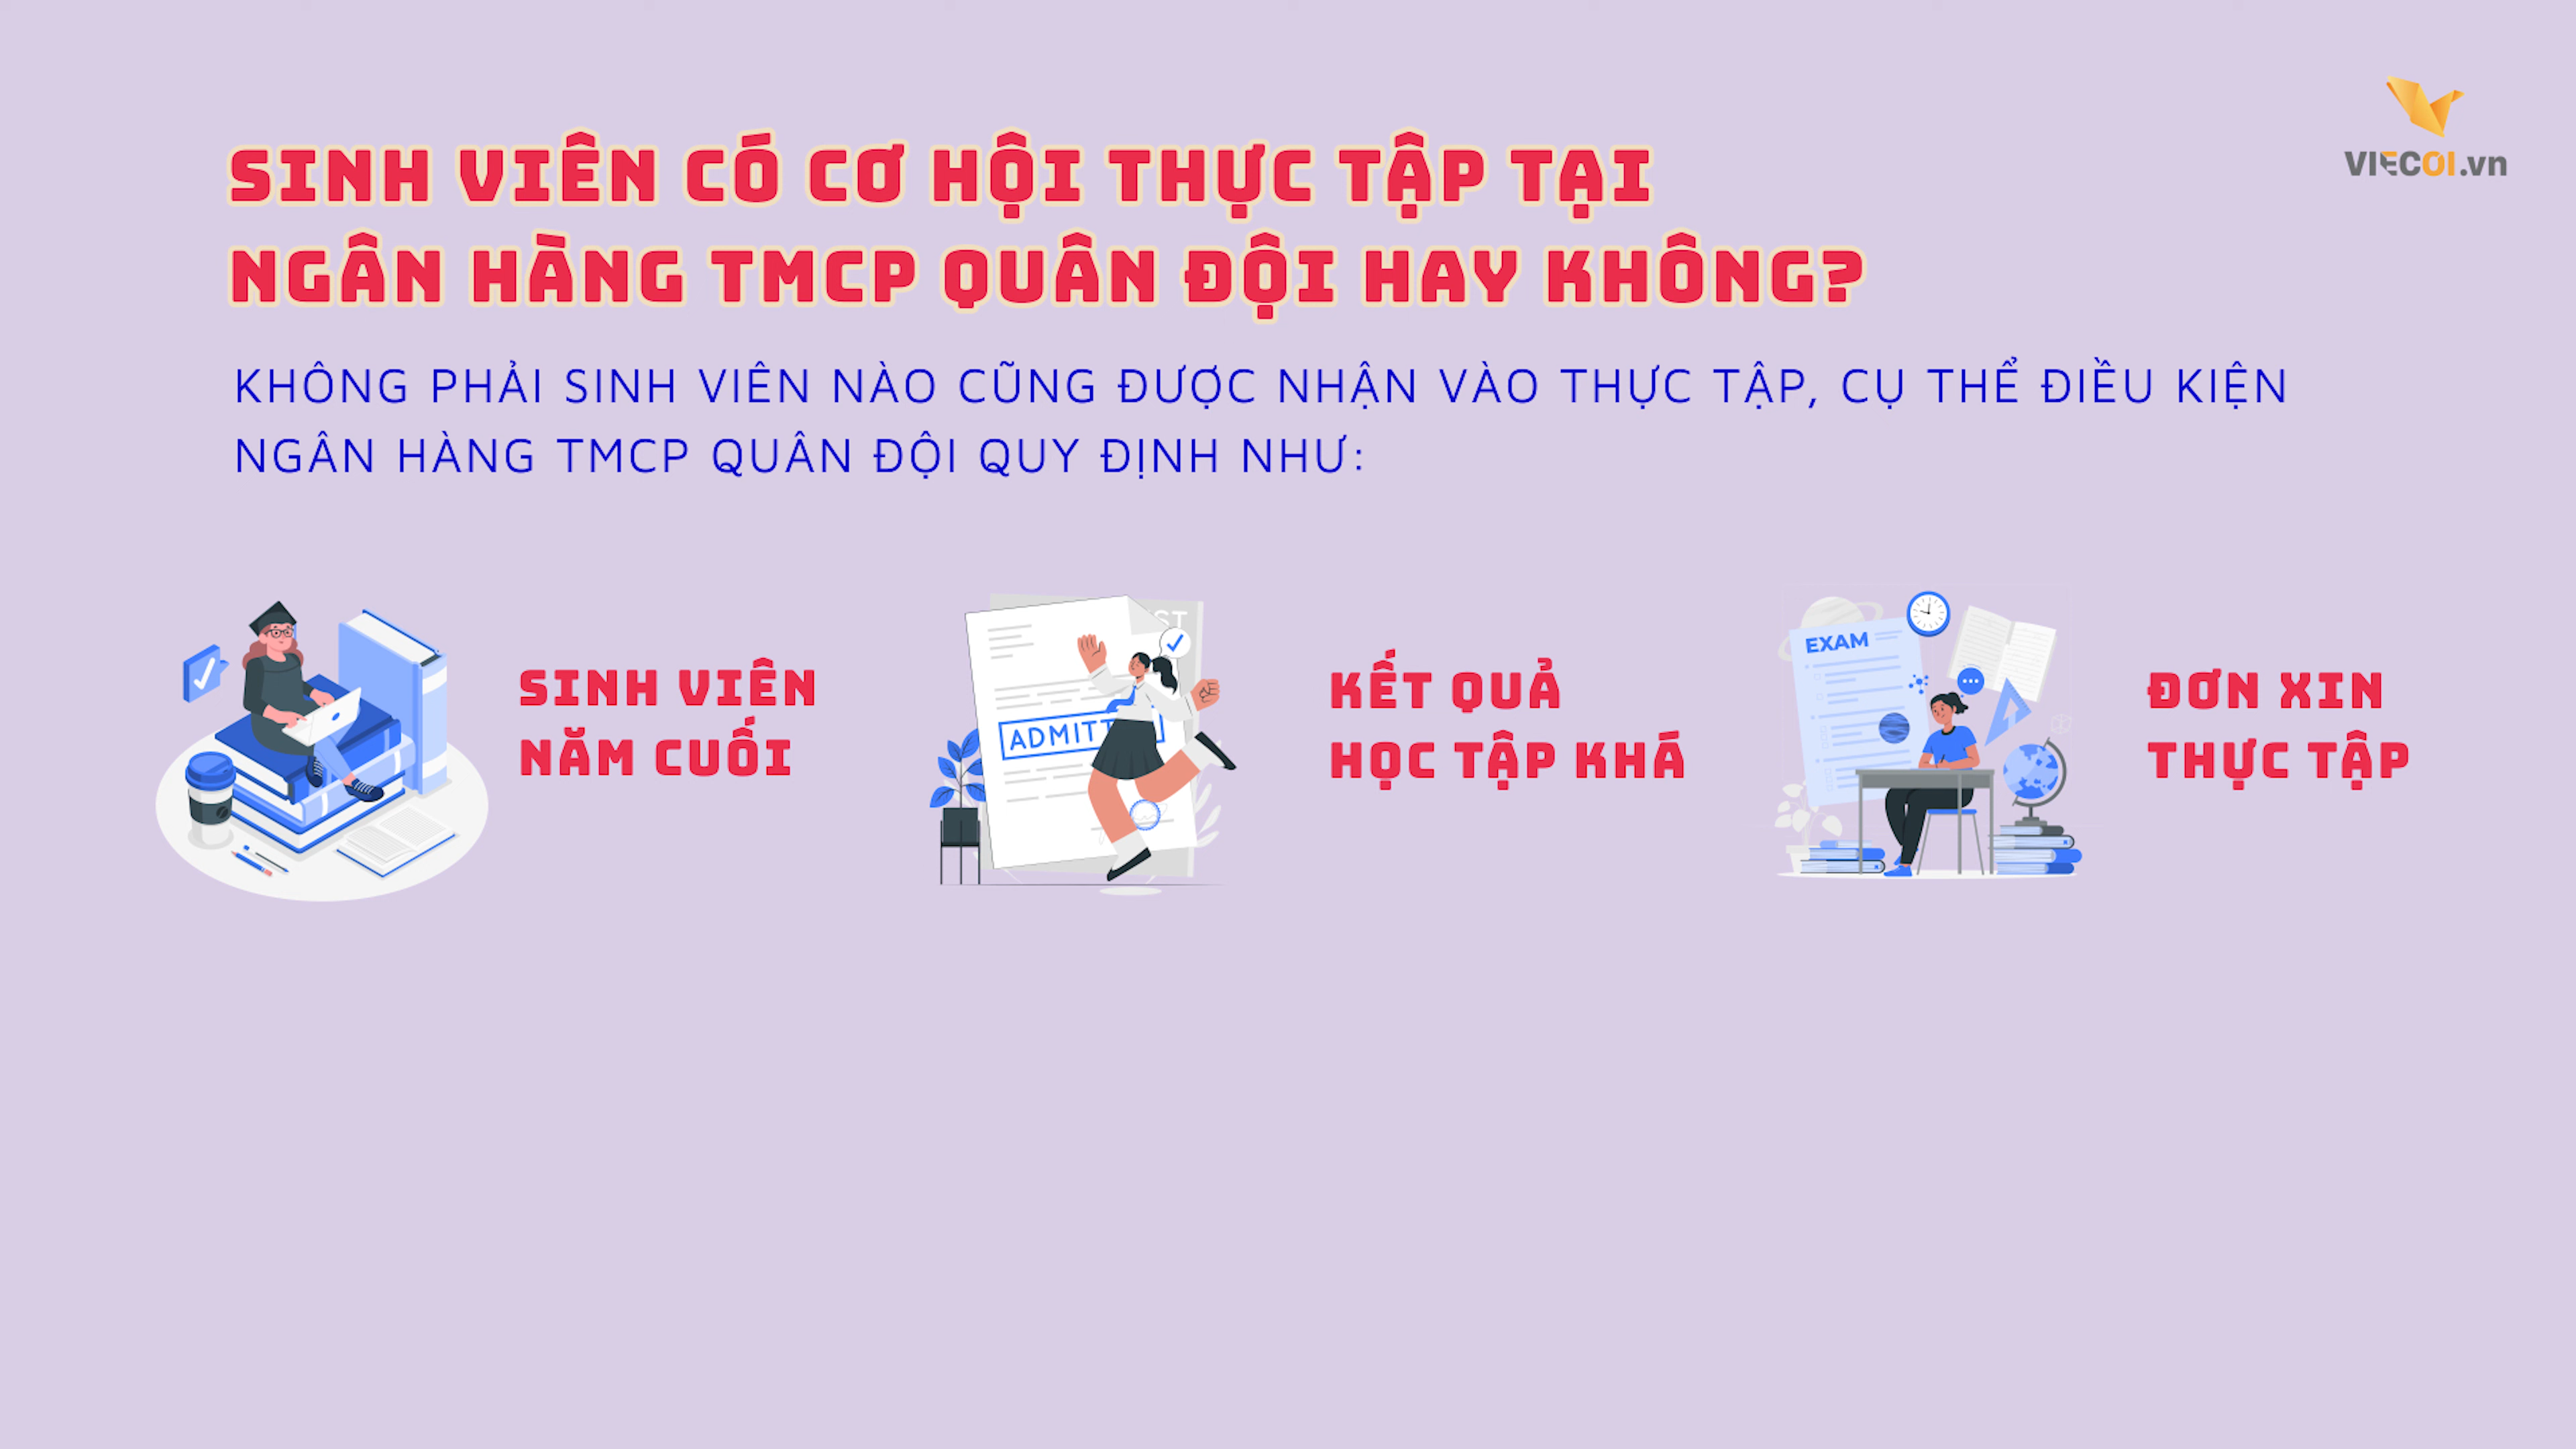 VIECOI.vn
SINH VIÊN CÓ CƠ HỘI THỰC TẬP TẠI
NGÂN HÀNG TMCP QUÂN ĐỘI HAY KHÔNG?
KHÔNG PHẢI SINH VIÊN NÀO CŨNG ĐƯỢC NHẬN VÀO THỰC TẬP, CỤ THỂ ĐIỀU KIỆN
NGÂN HÀNG TMCP QUÂN ĐỘI QUY ĐỊNH NHƯ:
SINH VIÊN
NĂM CUỐI
ST
ADMITT
KẾT QUẢ
HỌC TẬP KHÁ
EXAM
ĐƠN XIN
THỰC TẬP